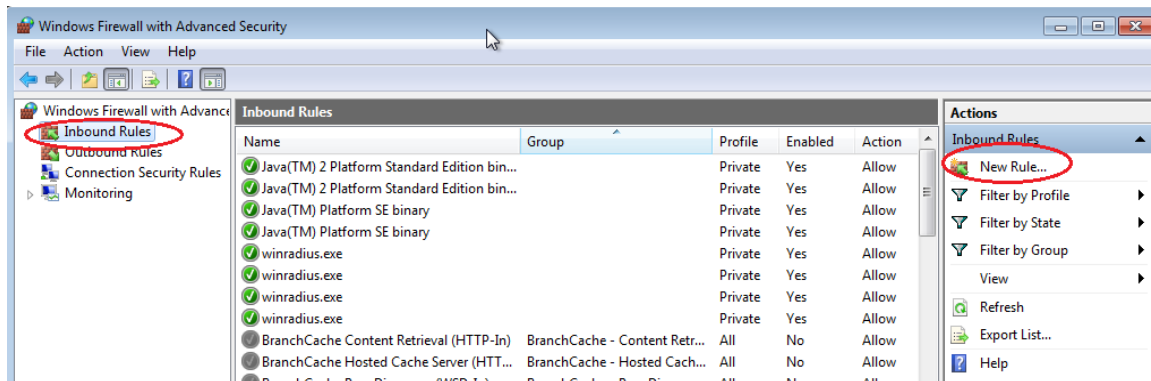 Windows Firewall with Advanced Security
File Action View Help
Windows Firewall with Advance
Inbound Rules
Outbound Rules
Connection Security Rules
Monitoring
Inbound Rules
Name Group Profile Enabled Action
Java(TM) 2 Platform Standard Edition bin... Private Yes Allow
Java(TM) 2 Platform Standard Edition bin... Private Yes Allow
Java(TM) Platform SE binary Private Yes Allow
Java(TM) Platform SE binary Private Yes Allow
winradius.exe Private Yes Allow
winradius.exe Private Yes Allow
winradius.exe Private Yes Allow
winradius.exe Private Yes Allow
BranchCache Content Retrieval (HTTP-In) BranchCache - Content Retr... All No Allow
BranchCache Hosted Cache Server (HTT... BranchCache - Hosted Cach... All No Allow
Actions
Inbound Rules
New Rule...
Filter by Profile
Filter by State
Filter by Group
View
Refresh
Export List...
Help